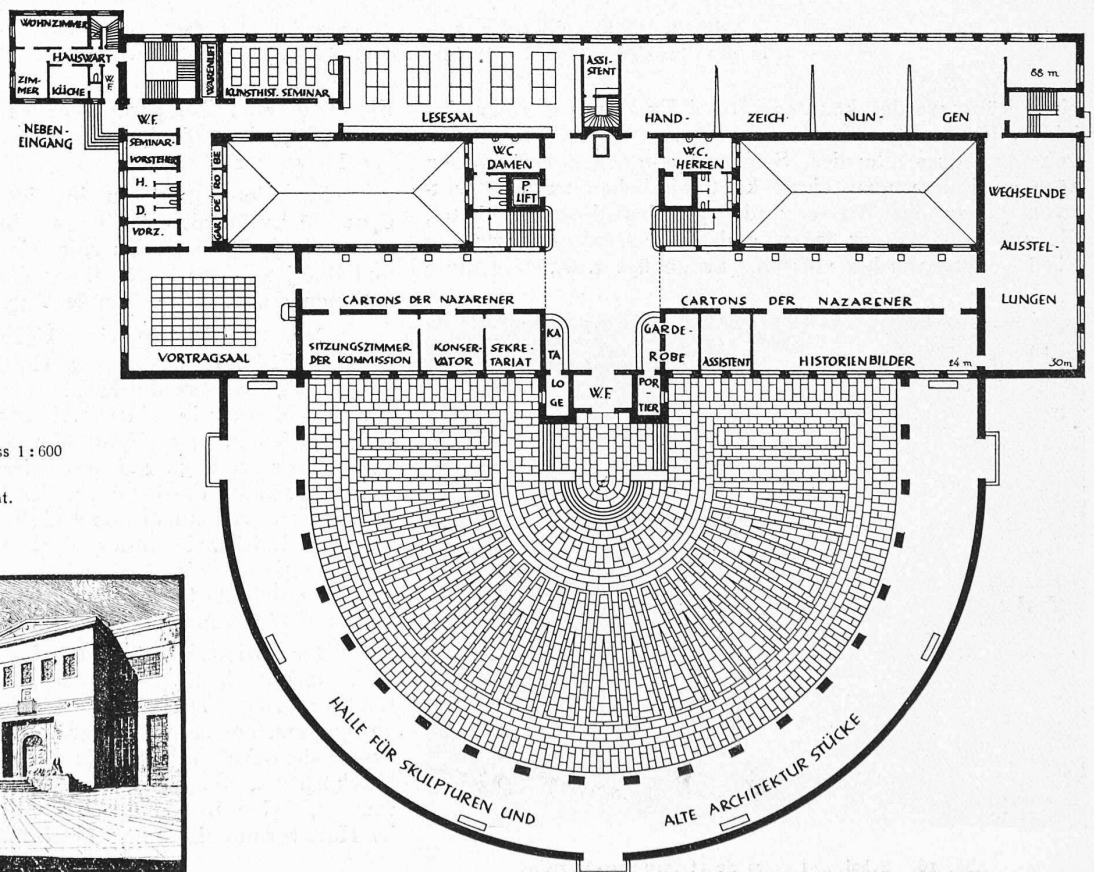 WOHNZIMMER
HAUSWART
ZIM-
MER
KÜCHE
W.F.
WARENLIFT
KUNSTHIST. SEMINAR
LESESAAL
ASSI-
STENT
HAND- ZEICH- NUN- GEN
88 m
NEBEN-
EINGANG
W.F.
SEMINAR-
VORSTEHER
H.
D.
VORZ.
GAR DE RO BE
W.C.
DAMEN
P.
LIFT
W.C.
HERREN
WECHSELNDE
AUSSTEL-
LUNGEN
30m
CARTONS DER NAZARENER
CARTONS DER NAZARENER
VORTRAGSAAL
SITZUNGSZIMMER
DER KOMMISSION
KONSER-
VATOR
SEKRE-
TARIAT
KA
TA
LO
GE
W.F.
GARDE-
ROBE
POR-
TIER
ASSISTENT
HISTORIENBILDER
24 m
ss 1 : 600
nt.
HALLE FÜR SKULPTUREN UND
ALTE ARCHITEKTUR STÜCKE